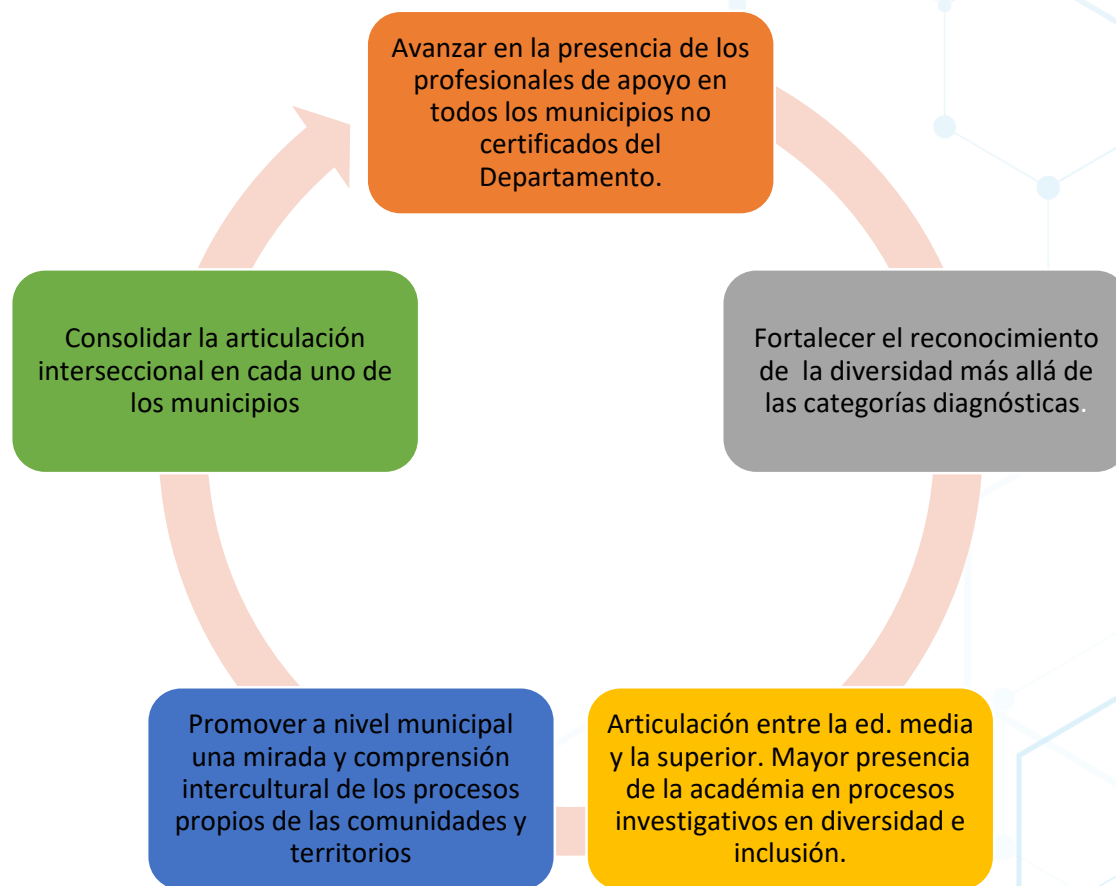 Avanzar en la presencia de los
profesionales de apoyo en
todos los municipios no
certificados del
Departamento.
Fortalecer el reconocimiento
de la diversidad más allá de
las categorías diagnósticas.
Articulación entre la ed. media
y la superior. Mayor presencia
de la académia en procesos
investigativos en diversidad e
inclusión.
Promover a nivel municipal
una mirada y comprensión
intercultural de los procesos
propios de las comunidades y
territorios
Consolidar la articulación
interseccional en cada uno de
los municipios